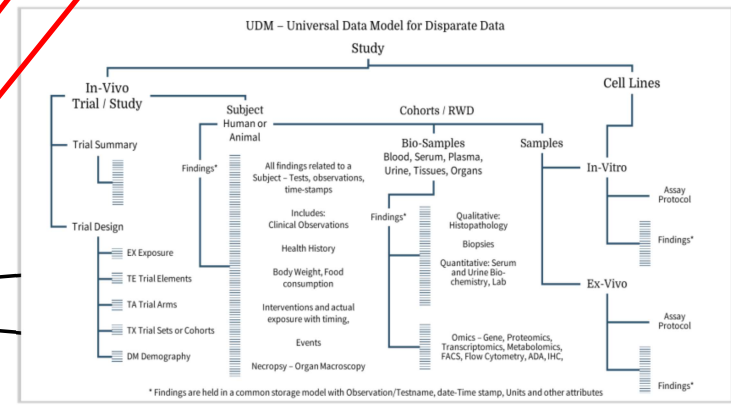 UDM – Universal Data Model for Disparate Data
Study
In-Vivo
Trial / Study
Trial Summary
Trial Design
EX Exposure
TE Trial Elements
TA Trial Arms
TX Trial Sets or Cohorts
DM Demography
Subject
Human or
Animal
Findings*
All findings related to a
Subject – Tests, observations,
time-stamps
Includes:
Clinical Observations
Health History
Body Weight, Food
consumption
Interventions and actual
exposure with timing,
Events
Necropsy – Organ Macroscopy
Cohorts / RWD
Bio-Samples
Blood, Serum, Plasma,
Urine, Tissues, Organs
Findings*
Qualitative:
Histopathology
Biopsies
Quantitative: Serum
and Urine Bio-
chemistry, Lab
Omics – Gene, Proteomics,
Transcriptomics, Metabolomics,
FACS, Flow Cytometry, ADA, IHC,
Samples
Cell Lines
In-Vitro
Assay
Protocol
Findings*
Ex-Vivo
Assay
Protocol
Findings*
* Findings are held in a common storage model with Observation/Testname, date-Time stamp, Units and other attributes